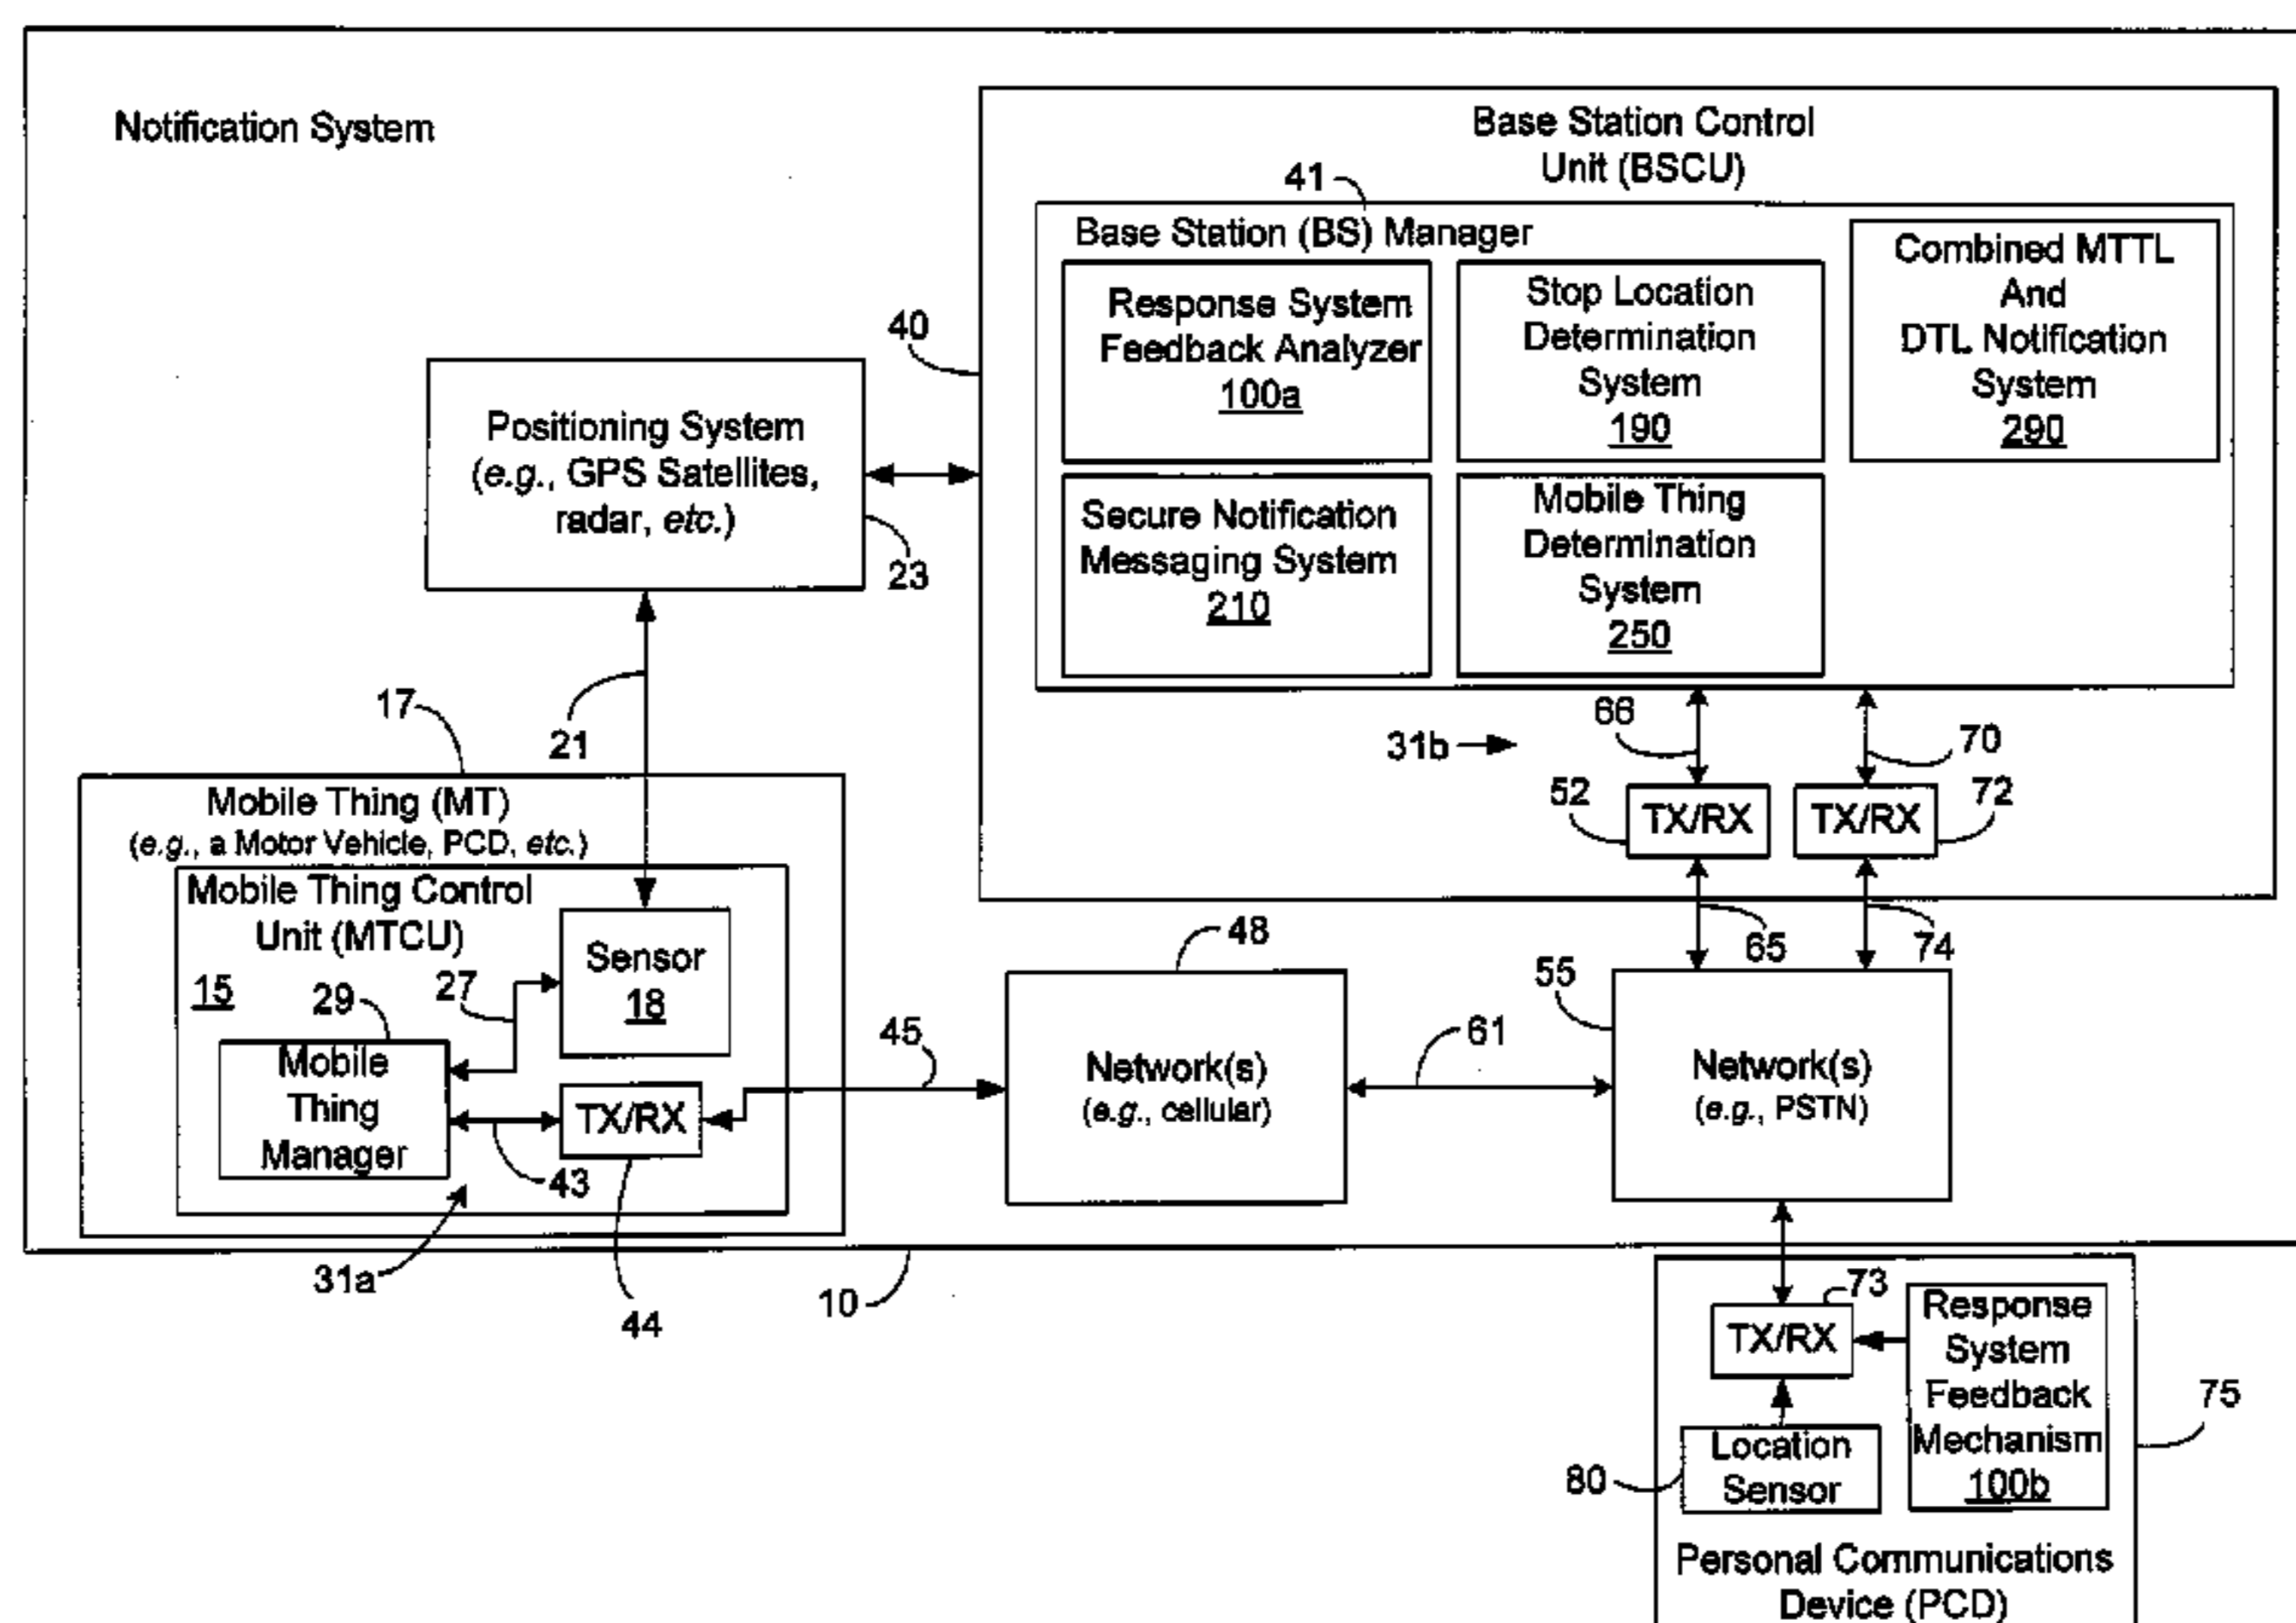 Notification System
Base Station Control
Unit (BSCU)
41
Base Station (BS) Manager
Response System
Feedback Analyzer
100a
Stop Location
Determination
System
190
Combined MTTL
And
DTL Notification
System
290
Secure Notification
Messaging System
210
Mobile Thing
Determination
System
250
40
Positioning System
(e.g., GPS Satellites,
radar, etc.)
23
21
17
66
31b
70
52
TX/RX
TX/RX
72
65
74
Mobile Thing (MT)
(e.g., a Motor Vehicle, PCD, etc.)
Mobile Thing Control
Unit (MTCU)
15
27
29
Sensor
18
Mobile
Thing
Manager
43
TX/RX
44
31a
45
48
Network(s)
(e.g., cellular)
61
55
Network(s)
(e.g., PSTN)
10
73
TX/RX
Response
System
Feedback
Mechanism
100b
75
80
Location
Sensor
Personal Communications
Device (PCD)